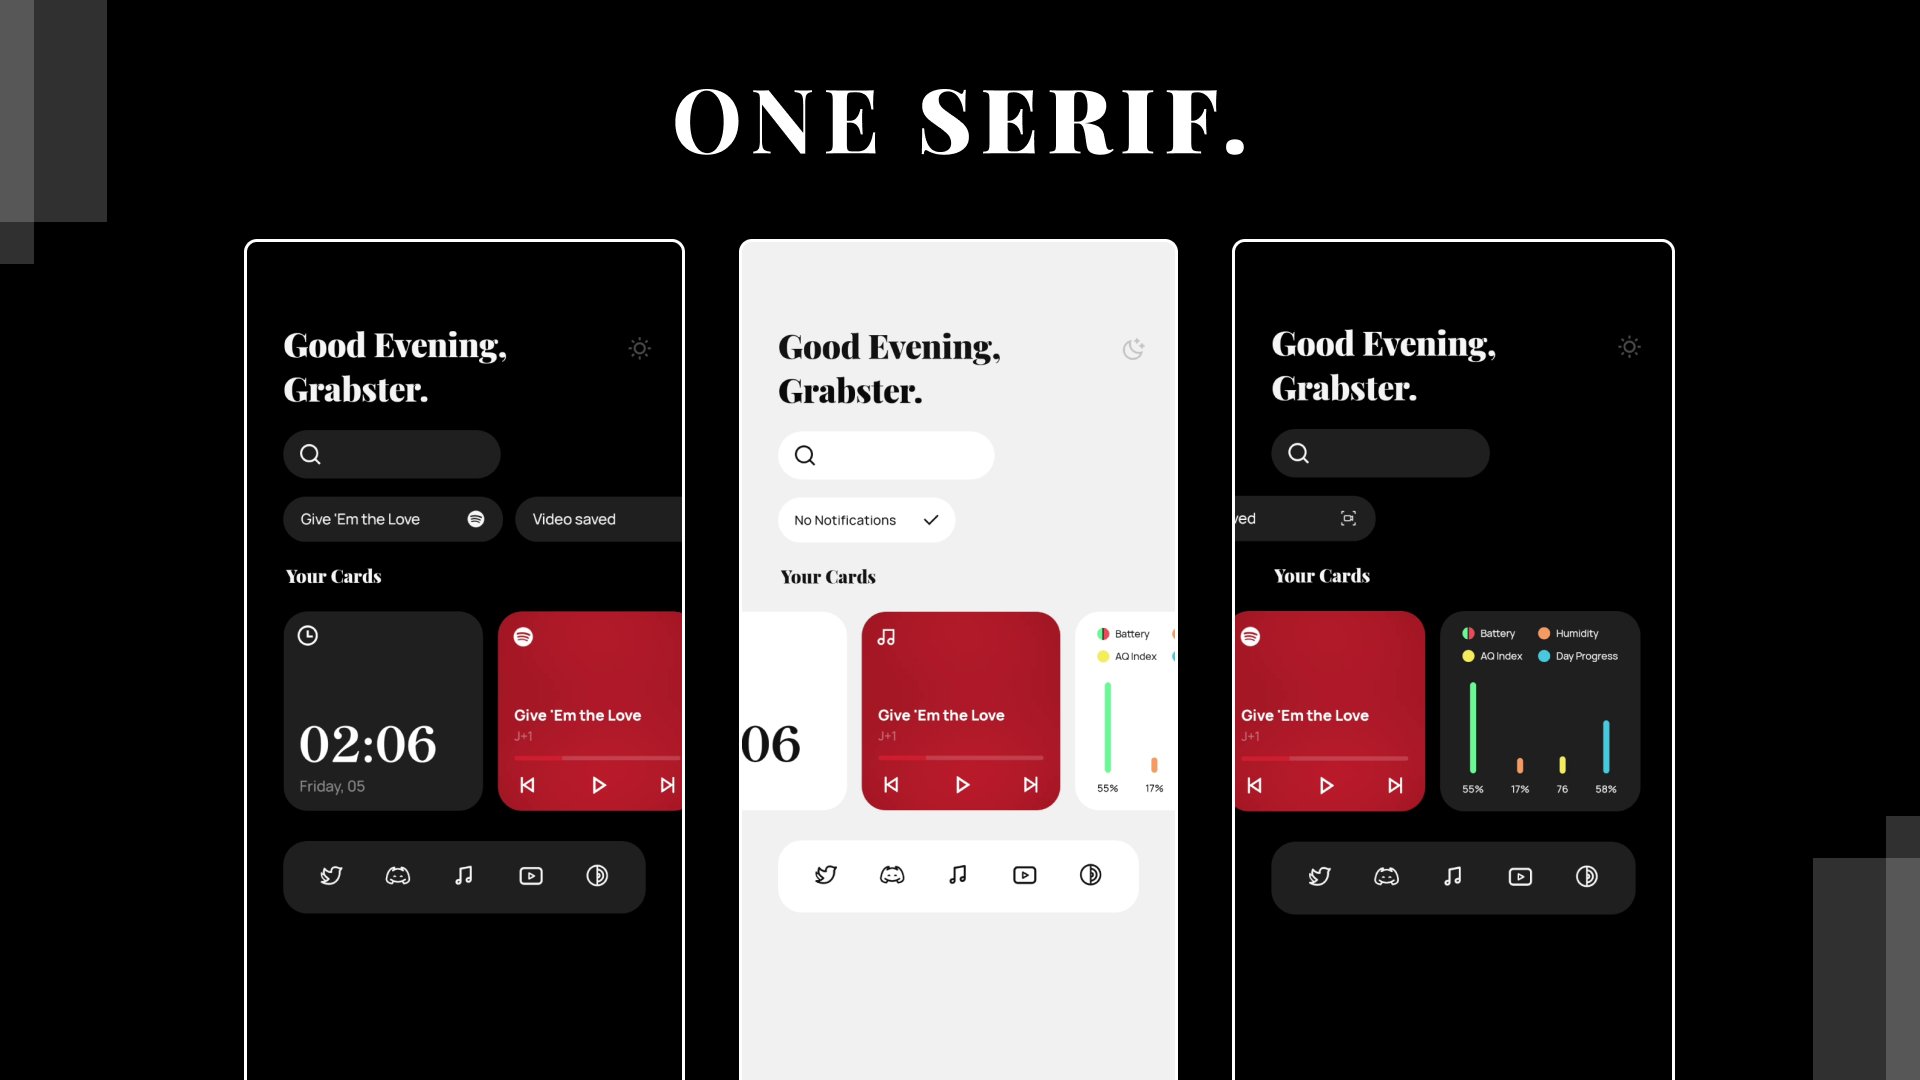 ONE SERIF.
Good Evening,
Grabster.
Give 'Em the Love
Video saved
Your Cards
02:06
Friday, 05
Give 'Em the Love
J+1
Good Evening,
Grabster.
No Notifications
Your Cards
06
Give 'Em the Love
J+1
Battery
AQ Index
55% 17%
Good Evening,
Grabster.
ved
Your Cards
Give 'Em the Love
J+1
Battery Humidity
AQ Index Day Progress
55% 17% 76 58%